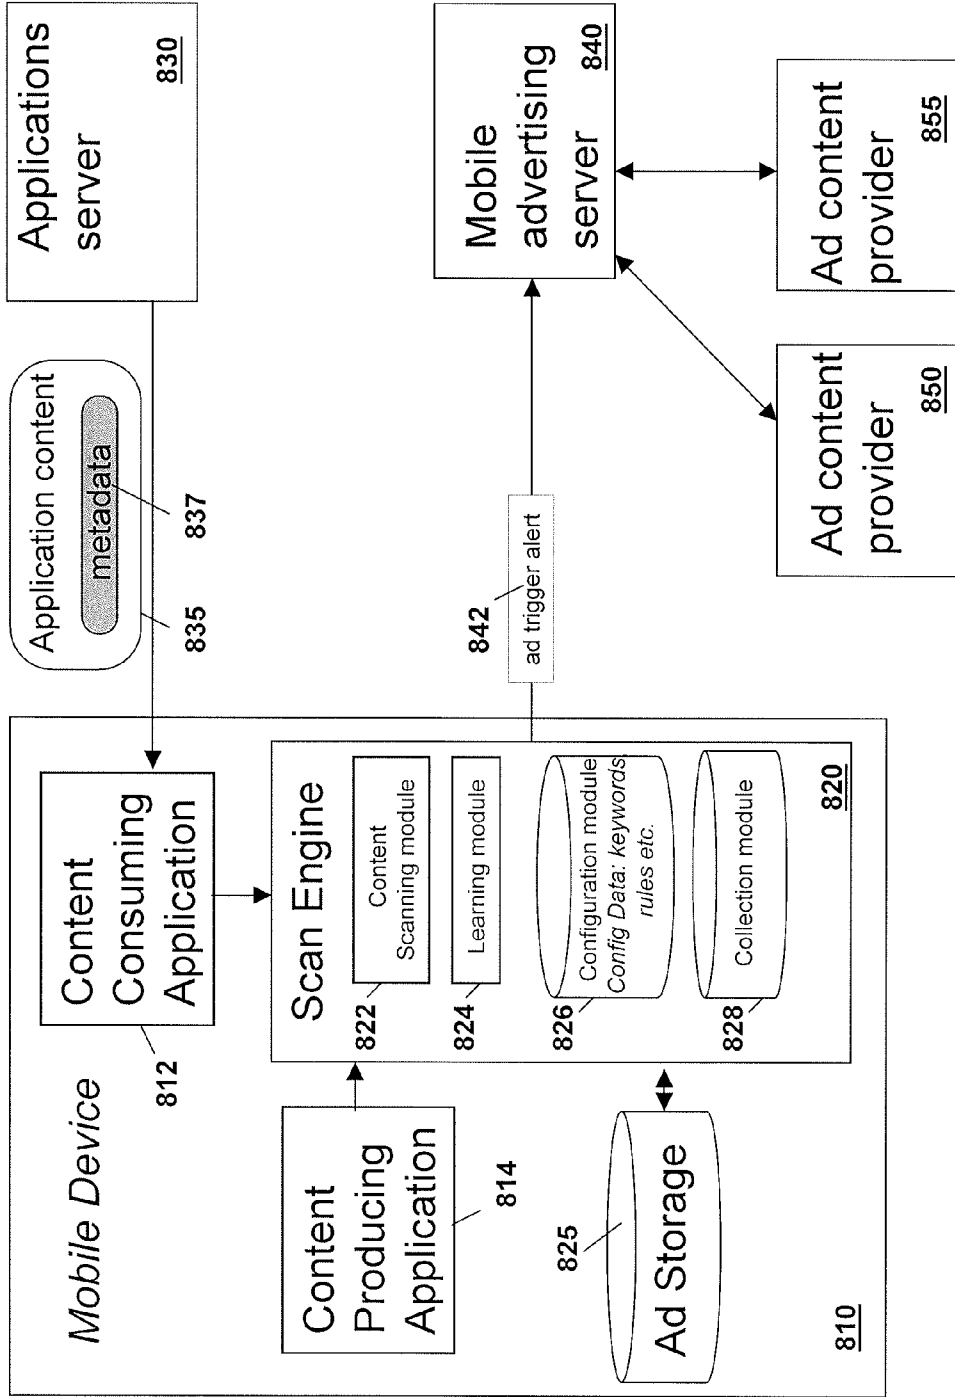 Mobile Device
Content
Consuming
Application
812
Content
Producing
Application
814
Scan Engine
Content
Scanning module
822
Learning module
824
Configuration module
Config Data: keywords,
rules etc.
826
Collection module
828
820
825
Ad Storage
810
Application content
metadata
835
837
Applications
server
830
842
ad trigger alert
Mobile
advertising
server
840
Ad content
provider
850
Ad content
provider
855